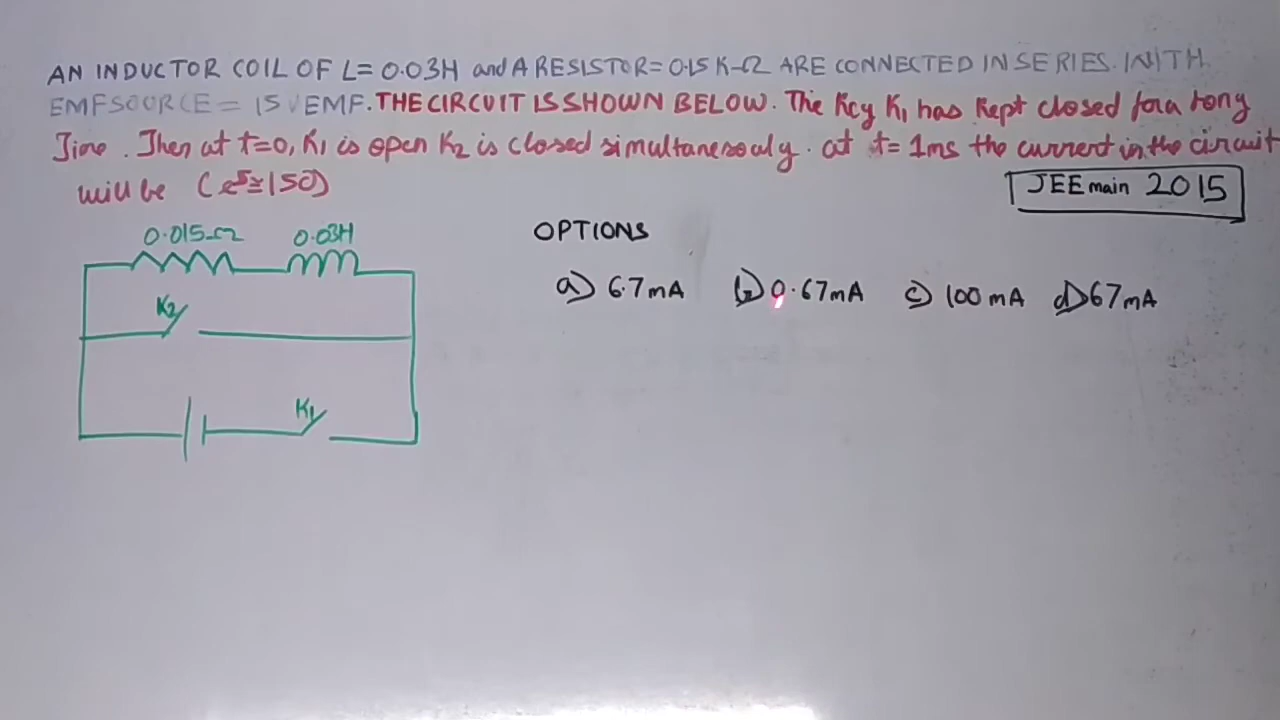 AN INDUCTOR COIL OF L= 0.03H and A RESISTOR= 0.15 K-Ω ARE CONNECTED IN SERIES. WITH
EMF SOURCE = 15 V EMF. THE CIRCUIT IS SHOWN BELOW. The Key K1 has kept closed for a long
Time. Then at t=0, K1 is open K2 is closed simultanesouly. at t= 1ms the current in the circuit
will be (e^5≅150)
JEE main 2015
0.015-Ω 0.03H
OPTIONS
a) 6.7mA b) 0.67mA c) 100 mA d) 67mA
K2
K1